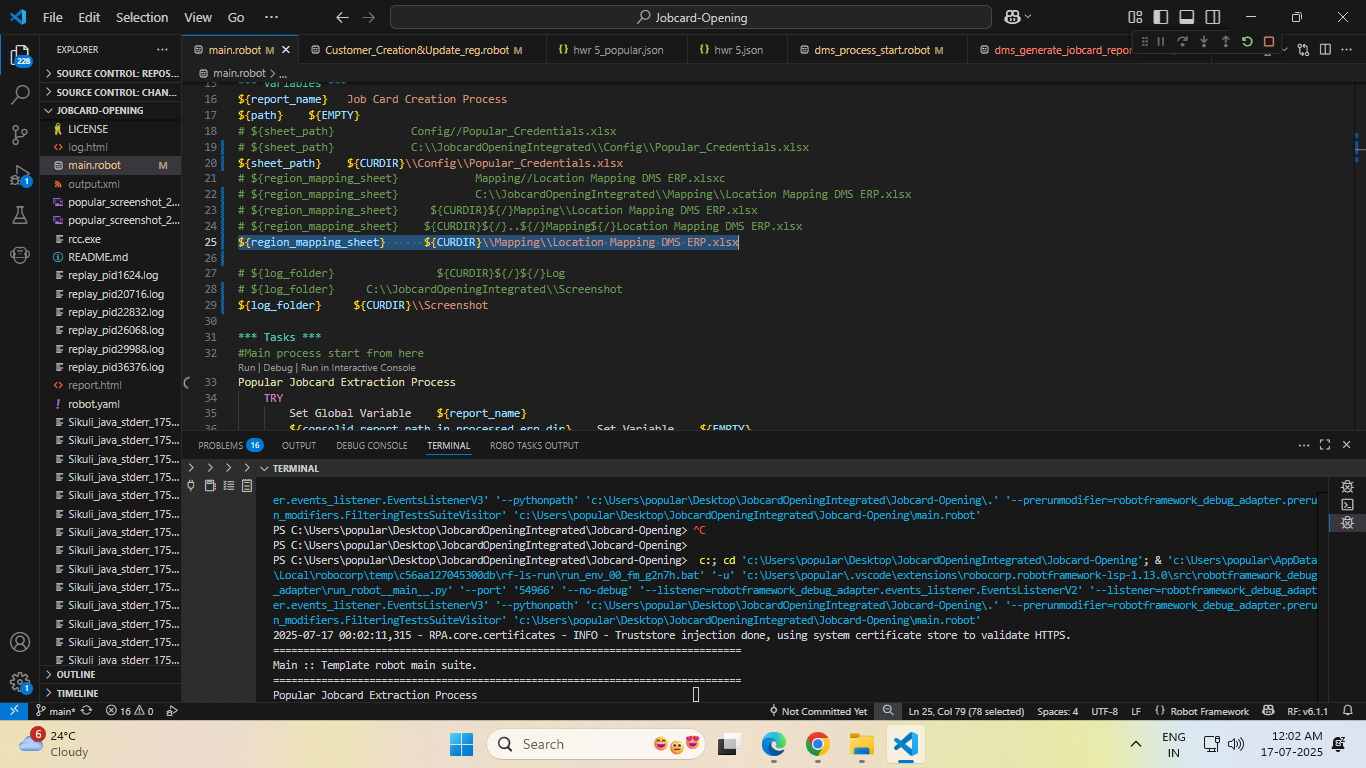 File Edit Selection View Go ··· Jobcard-Opening
EXPLORER ···
SOURCE CONTROL: REPOS...
SOURCE CONTROL: CHAN...
JOBCARD-OPENING
LICENSE
log.html
main.robot M
output.xml
popular_screenshot_2...
popular_screenshot_2...
rcc.exe
README.md
replay_pid1624.log
replay_pid20716.log
replay_pid22832.log
replay_pid26068.log
replay_pid29988.log
replay_pid36376.log
report.html
robot.yaml
Sikuli_java_stderr_175...
Sikuli_java_stderr_175...
Sikuli_java_stderr_175...
Sikuli_java_stderr_175...
Sikuli_java_stderr_175...
Sikuli_java_stderr_175...
Sikuli_java_stderr_175...
Sikuli_java_stderr_175...
Sikuli_java_stderr_175...
Sikuli_java_stderr_175...
Sikuli_java_stderr_175...
Sikuli_java_stderr_175...
Sikuli_java_stderr_175...
Sikuli_java_stderr_175...
OUTLINE
TIMELINE
228
1
1
main.robot M Customer_Creation&Update_reg.robot M hwr 5_popular.json hwr 5.json dms_process_start.robot M dms_generate_jobcard_repor
main.robot > ...
15 *** Variables ***
16 ${report_name} Job Card Creation Process
17 ${path} ${EMPTY}
18 # ${sheet_path} Config//Popular_Credentials.xlsx
19 # ${sheet_path} C:\\JobcardOpeningIntegrated\\Config\\Popular_Credentials.xlsx
20 ${sheet_path} ${CURDIR}\\Config\\Popular_Credentials.xlsx
21 # ${region_mapping_sheet} Mapping//Location Mapping DMS ERP.xlsxc
22 # ${region_mapping_sheet} C:\\JobcardOpeningIntegrated\\Mapping\\Location Mapping DMS ERP.xlsx
23 # ${region_mapping_sheet} ${CURDIR}${/}Mapping\\Location Mapping DMS ERP.xlsx
24 # ${region_mapping_sheet} ${CURDIR}${/}..${/}Mapping${/}Location Mapping DMS ERP.xlsx
25 ${region_mapping_sheet} ${CURDIR}\\Mapping\\Location Mapping DMS ERP.xlsx
26
27 # ${log_folder} ${CURDIR}${/}${/}Log
28 # ${log_folder} C:\\JobcardOpeningIntegrated\\Screenshot
29 ${log_folder} ${CURDIR}\\Screenshot
30
31 *** Tasks ***
32 #Main process start from here
Run | Debug | Run in Interactive Console
33 Popular Jobcard Extraction Process
34 TRY
35 Set Global Variable ${report_name}
36 ${consolid_report_path_in_processed_erp_dir} Set Variable ${EMPTY}
PROBLEMS 16 OUTPUT DEBUG CONSOLE TERMINAL ROBO TASKS OUTPUT
TERMINAL
er.events_listener.EventsListenerV3' '--pythonpath' 'c:\Users\popular\Desktop\JobcardOpeningIntegrated\Jobcard-Opening\.' '--prerunmodifier=robotframework_debug_adapter.preru
n_modifiers.FilteringTestsSuiteVisitor' 'c:\Users\popular\Desktop\JobcardOpeningIntegrated\Jobcard-Opening\main.robot'
PS C:\Users\popular\Desktop\JobcardOpeningIntegrated\Jobcard-Opening> ^C
PS C:\Users\popular\Desktop\JobcardOpeningIntegrated\Jobcard-Opening>
PS C:\Users\popular\Desktop\JobcardOpeningIntegrated\Jobcard-Opening> c:; cd 'c:\Users\popular\Desktop\JobcardOpeningIntegrated\Jobcard-Opening'; & 'c:\Users\popular\AppData
\Local\robocorp\temp\c56aa127045300db\rf-ls-run\run_env_00_fm_g2n7h.bat' '-u' 'c:\Users\popular\.vscode\extensions\robocorp.robotframework-lsp-1.13.0\src\robotframework_debug
_adapter\run_robot__main__.py' '--port' '54966' '--no-debug' '--listener=robotframework_debug_adapter.events_listener.EventsListenerV2' '--listener=robotframework_debug_adapt
er.events_listener.EventsListenerV3' '--pythonpath' 'c:\Users\popular\Desktop\JobcardOpeningIntegrated\Jobcard-Opening\.' '--prerunmodifier=robotframework_debug_adapter.preru
n_modifiers.FilteringTestsSuiteVisitor' 'c:\Users\popular\Desktop\JobcardOpeningIntegrated\Jobcard-Opening\main.robot'
2025-07-17 00:02:11,315 - RPA.core.certificates - INFO - Truststore injection done, using system certificate store to validate HTTPS.
==============================================================================
Main :: Template robot main suite.
==============================================================================
Popular Jobcard Extraction Process
main* 16 0 Not Committed Yet Ln 25, Col 79 (78 selected) Spaces: 4 UTF-8 LF Robot Framework RF: v6.1.1
6 24°C
Cloudy
Search
ENG
IN
12:02 AM
17-07-2025